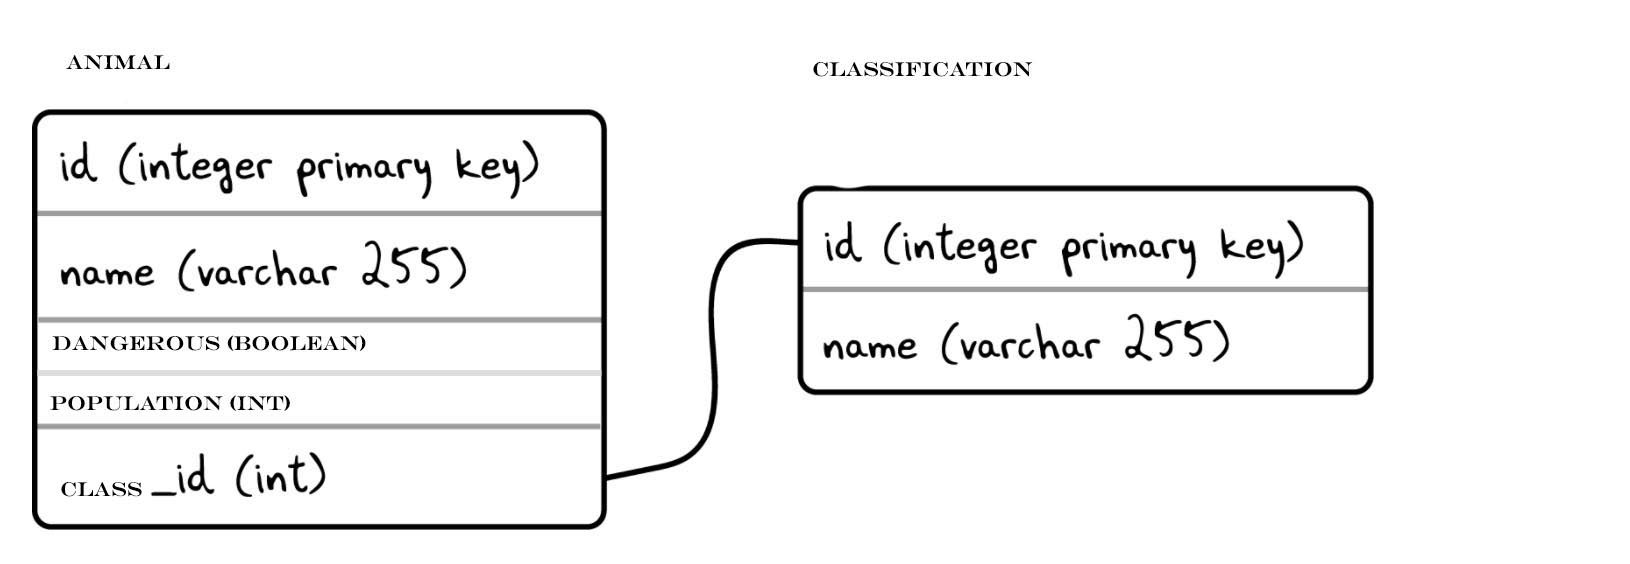 ANIMAL
id (integer primary key)
name (varchar 255)
DANGEROUS (BOOLEAN)
POPULATION (INT)
CLASS _id (int)
CLASSIFICATION
id (integer primary key)
name (varchar 255)